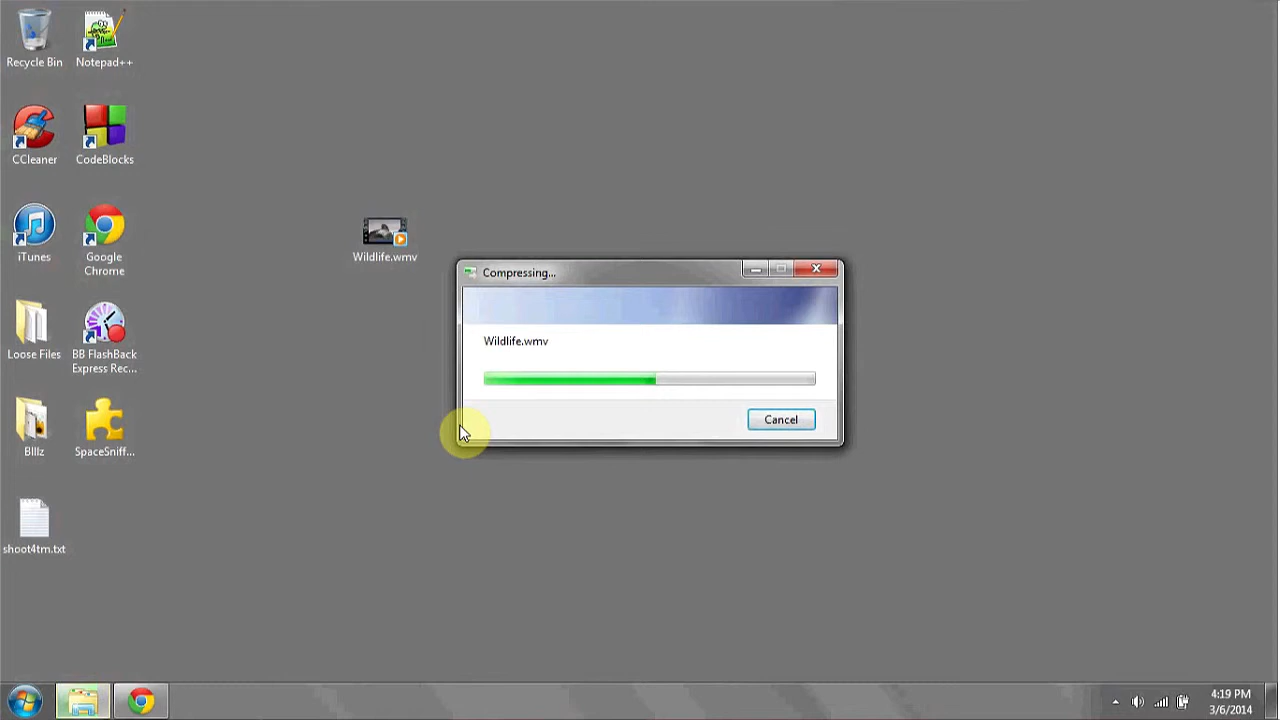 Recycle Bin
Notepad++
CCleaner
CodeBlocks
iTunes
Google
Chrome
Loose Files
BB FlashBack
Express Rec...
BIllz
SpaceSniff...
shoot4tm.txt
Wildlife.wmv
Compressing...
Wildlife.wmv
Cancel
4:19 PM
3/6/2014